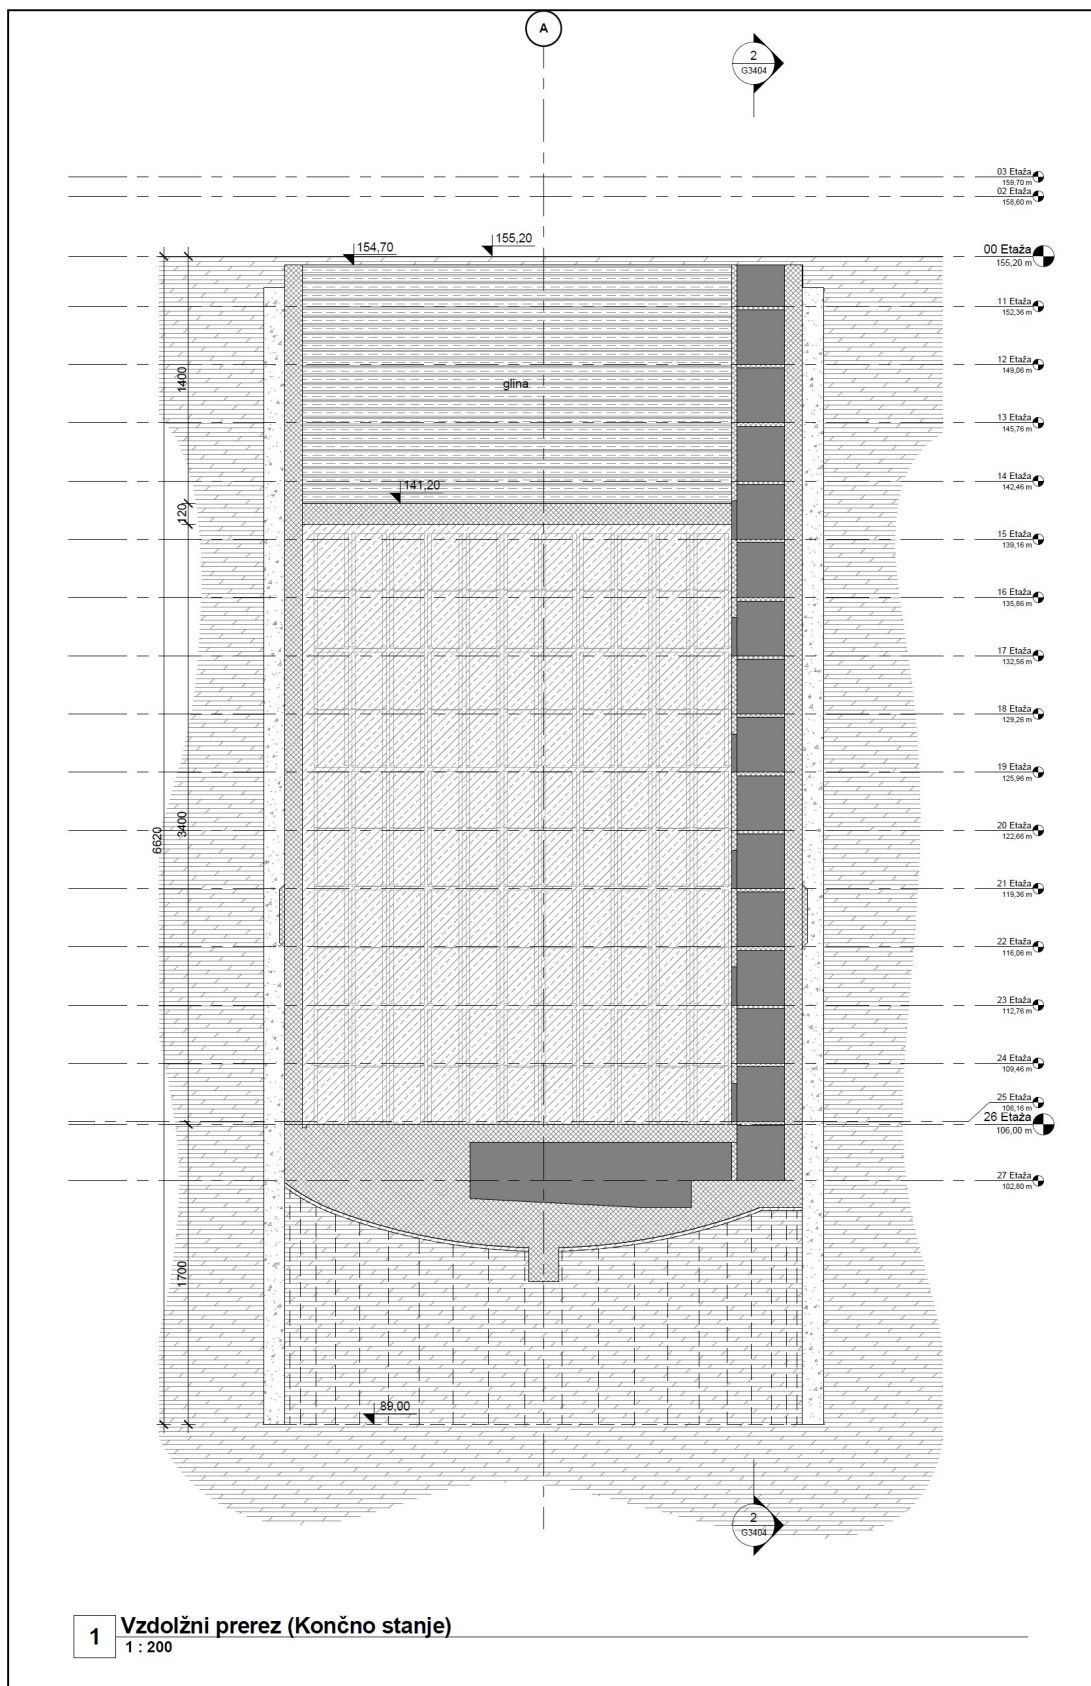 A
2
G3404
03 Etaža
159,70 m
02 Etaža
158,60 m
00 Etaža
155,20 m
154,70
155,20
11 Etaža
152,36 m
12 Etaža
149,06 m
1400
glina
13 Etaža
145,76 m
14 Etaža
142,46 m
141,20
120
15 Etaža
139,16 m
16 Etaža
135,86 m
17 Etaža
132,56 m
18 Etaža
129,26 m
19 Etaža
125,96 m
20 Etaža
122,66 m
3400
6620
21 Etaža
119,36 m
22 Etaža
116,06 m
23 Etaža
112,76 m
24 Etaža
109,46 m
25 Etaža
106,16 m
26 Etaža
106,00 m
27 Etaža
102,80 m
1700
89,00
2
G3404
1
Vzdolžni prerez (Končno stanje)
1 : 200